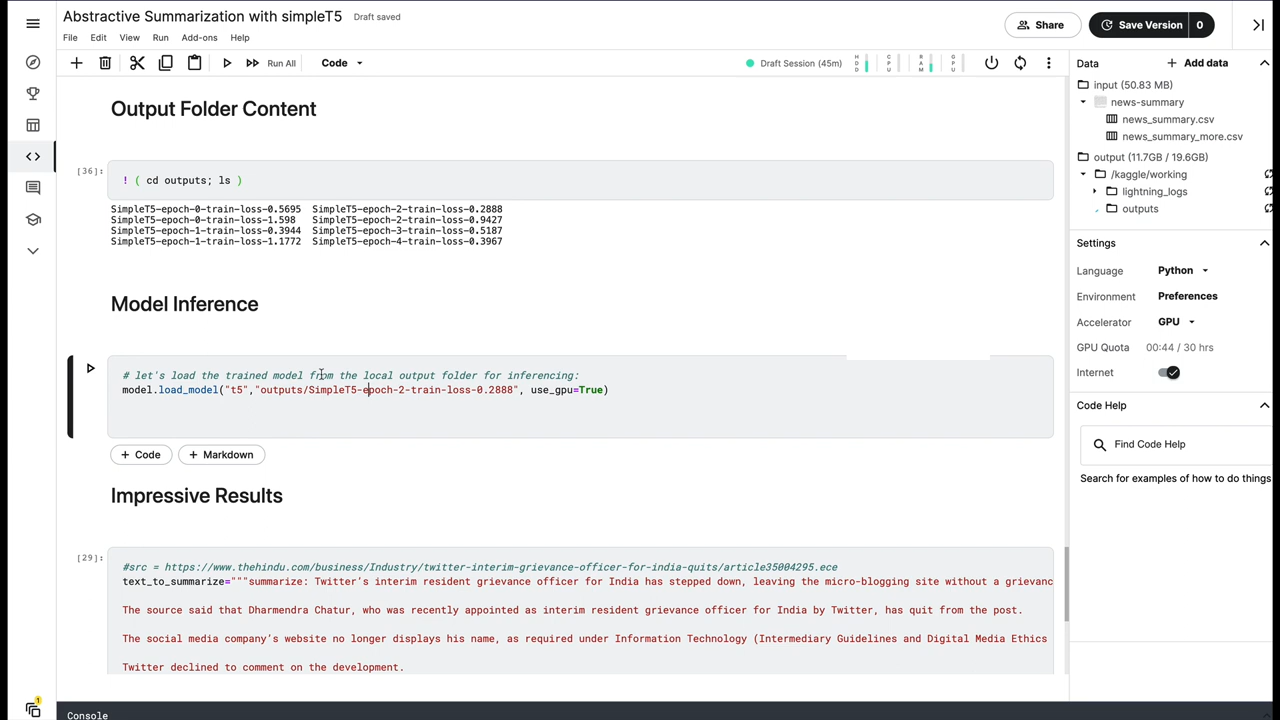 Abstractive Summarization with simpleT5 Draft saved
File Edit View Run Add-ons Help
Share
Save Version 0
Run All Code
Draft Session (45m) HDD CPU RAM GPU
Output Folder Content
[36]:
! ( cd outputs; ls )
SimpleT5-epoch-0-train-loss-0.5695 SimpleT5-epoch-2-train-loss-0.2888
SimpleT5-epoch-0-train-loss-1.598 SimpleT5-epoch-2-train-loss-0.9427
SimpleT5-epoch-1-train-loss-0.3944 SimpleT5-epoch-3-train-loss-0.5187
SimpleT5-epoch-1-train-loss-1.1772 SimpleT5-epoch-4-train-loss-0.3967
Model Inference
# let's load the trained model from the local output folder for inferencing:
model.load_model("t5","outputs/SimpleT5-epoch-2-train-loss-0.2888", use_gpu=True)
+ Code + Markdown
Impressive Results
[29]:
#src = https://www.thehindu.com/business/Industry/twitter-interim-grievance-officer-for-india-quits/article35004295.ece
text_to_summarize="""summarize: Twitter's interim resident grievance officer for India has stepped down, leaving the micro-blogging site without a grievanc
The source said that Dharmendra Chatur, who was recently appointed as interim resident grievance officer for India by Twitter, has quit from the post.
The social media company's website no longer displays his name, as required under Information Technology (Intermediary Guidelines and Digital Media Ethics
Twitter declined to comment on the development.
Console
1
Data
+ Add data
input (50.83 MB)
news-summary
news_summary.csv
news_summary_more.csv
output (11.7GB / 19.6GB)
/kaggle/working
lightning_logs
outputs
Settings
Language Python
Environment Preferences
Accelerator GPU
GPU Quota 00:44 / 30 hrs
Internet
Code Help
Find Code Help
Search for examples of how to do things